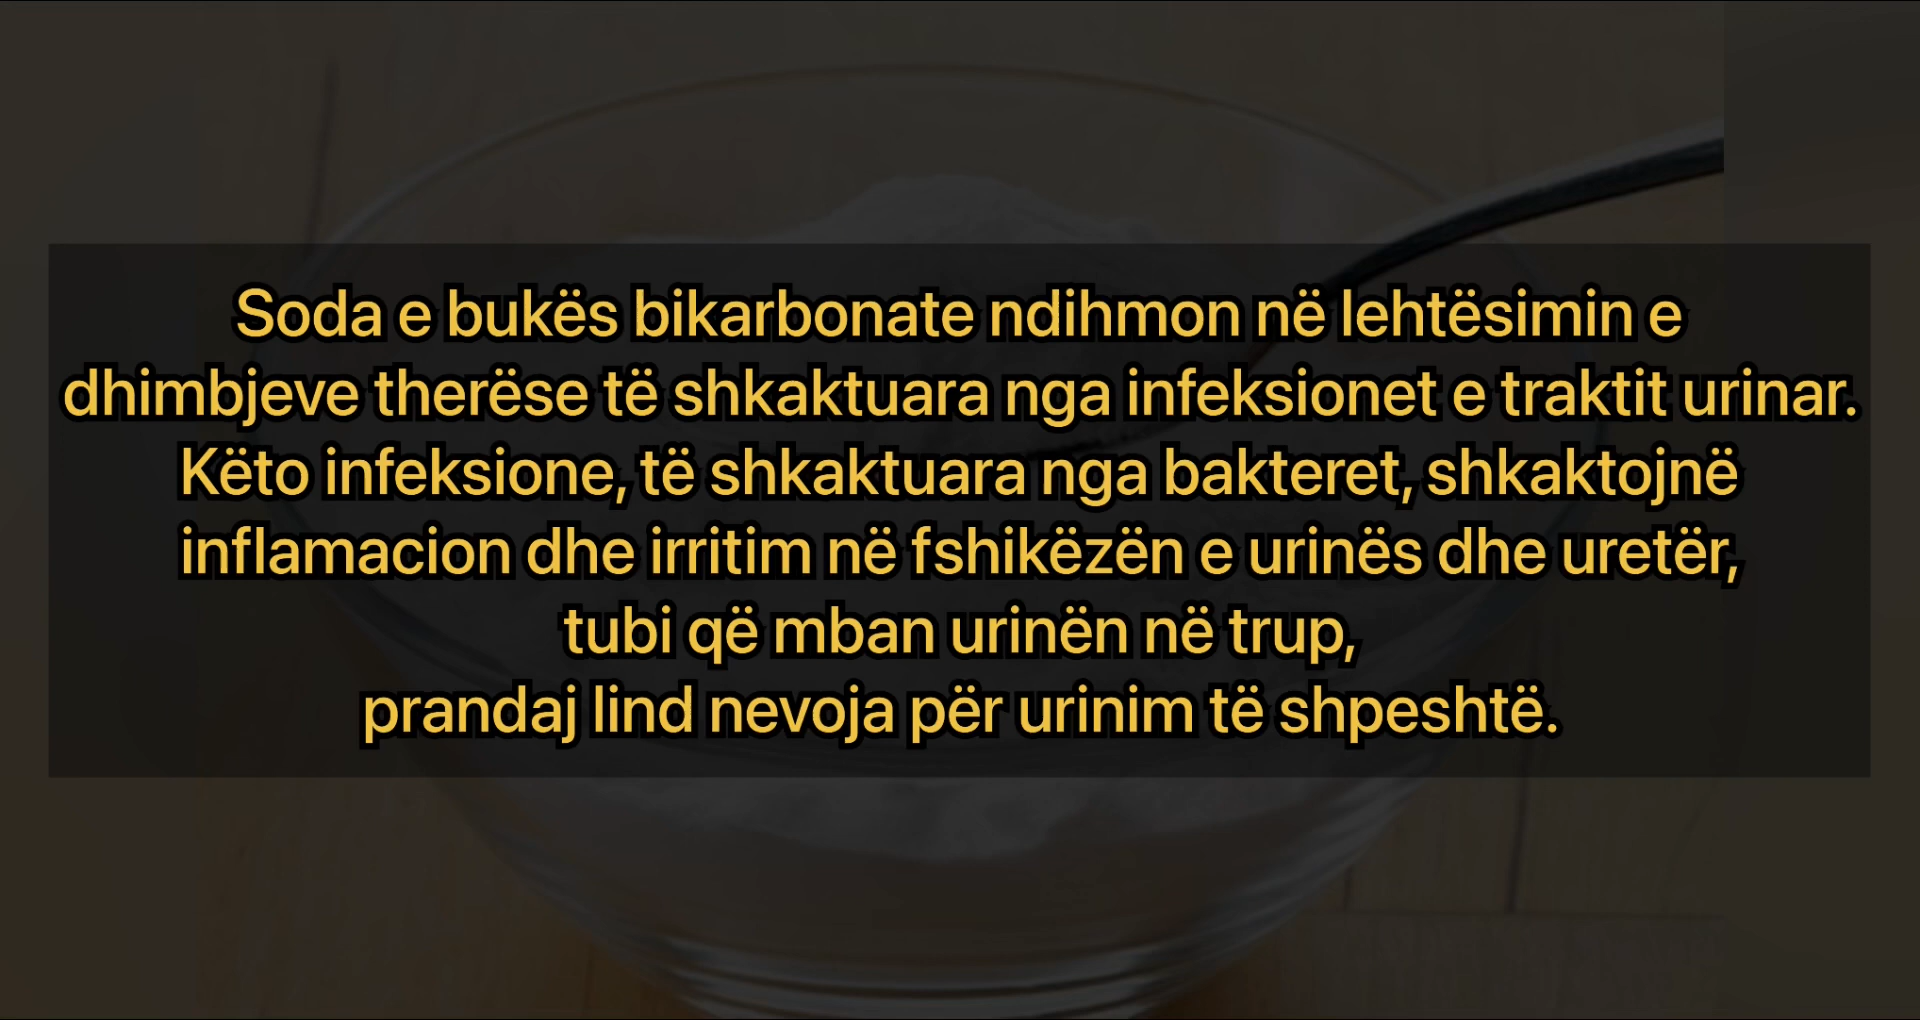 Soda e bukës bikarbonate ndihmon në lehtësimin e
dhimbjeve therëse të shkaktuara nga infeksionet e traktit urinar.
Këto infeksione, të shkaktuara nga bakteret, shkaktojnë
inflamacion dhe irritim në fshikëzën e urinës dhe uretër,
tubi që mban urinën në trup,
prandaj lind nevoja për urinim të shpeshtë.